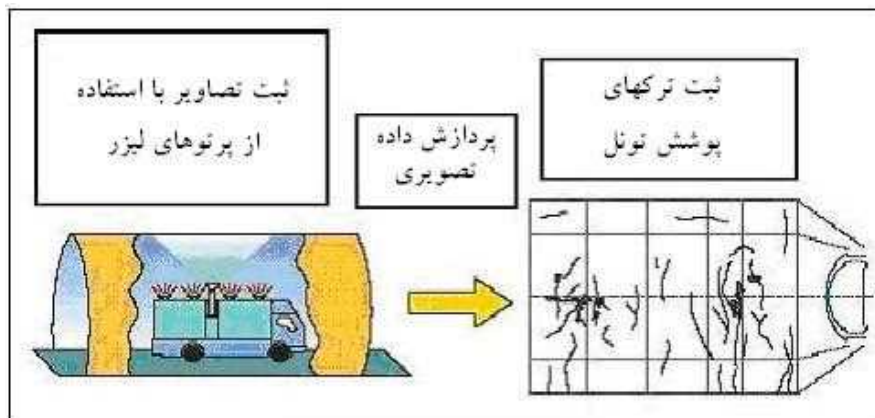 ثبت تصاویر با استفاده
از پرتوهای لیزر
پردازش داده
تصویری
ثبت ترکهای
پوشش تونل